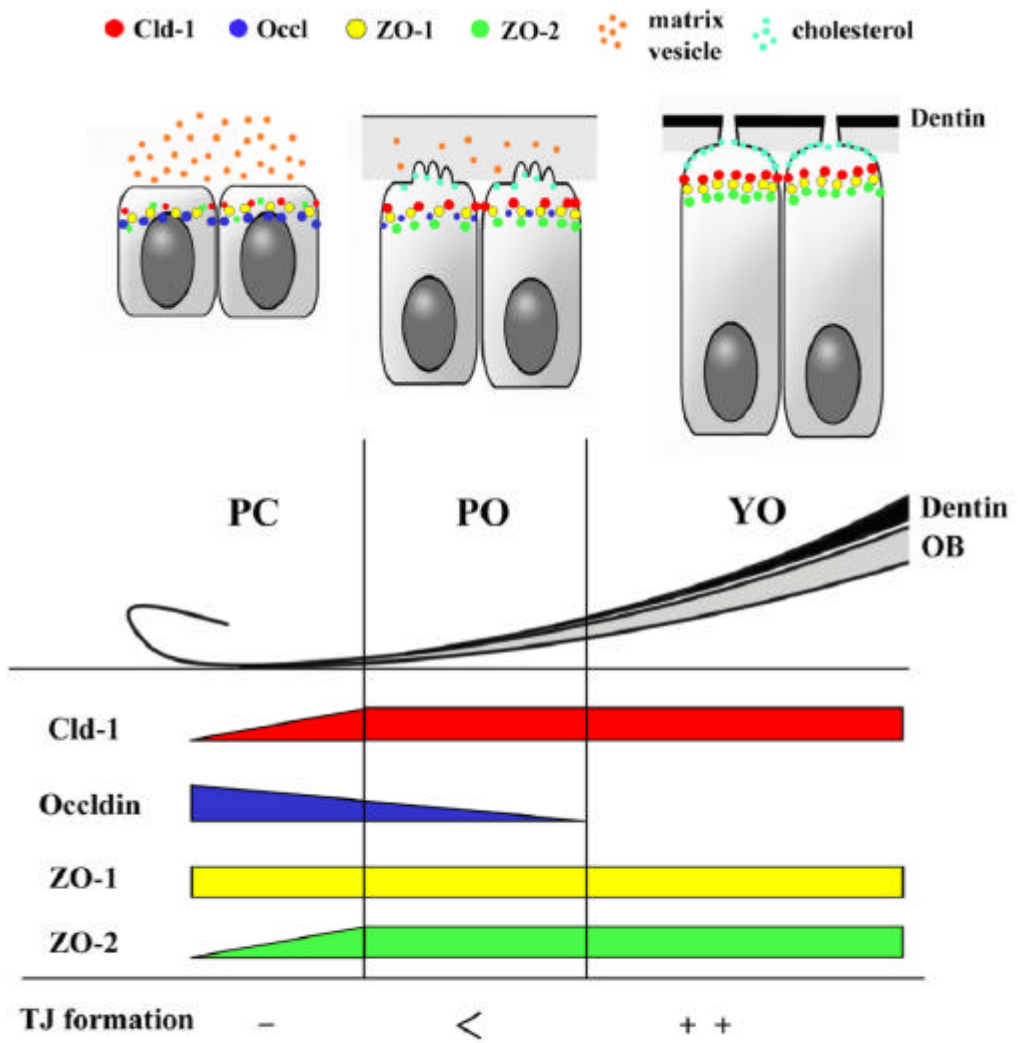 Cld-1 Occl ZO-1 ZO-2 matrix vesicle cholesterol
Dentin
PC PO YO
Dentin
OB
Cld-1
Occldin
ZO-1
ZO-2
TJ formation – < + +